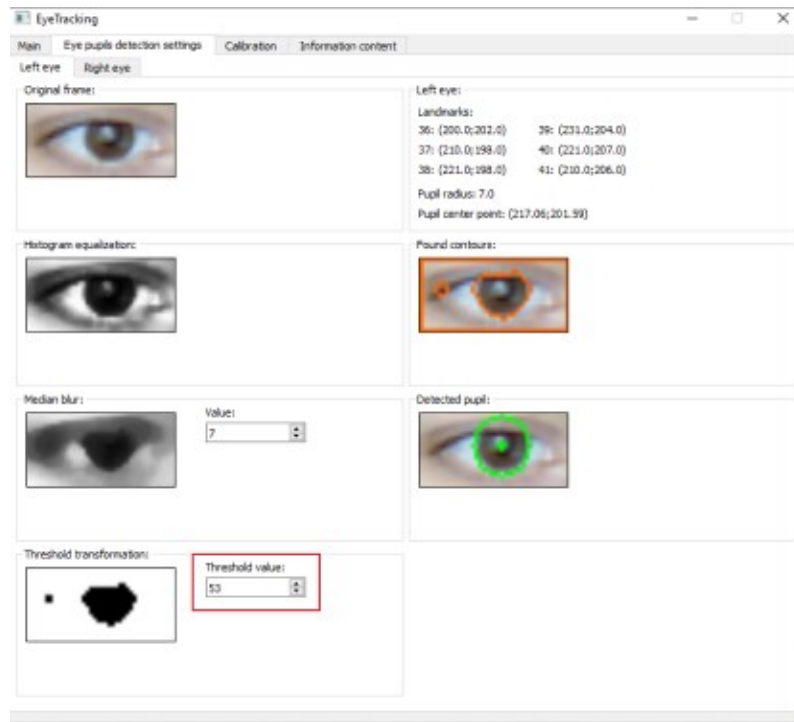 EyeTracking
Main Eye pupils detection settings Calibration Information content
Left eye Right eye
Original frame:
Left eye:
Landmarks:
36: (200.0;202.0) 39: (231.0;204.0)
37: (210.0;198.0) 40: (221.0;207.0)
38: (221.0;198.0) 41: (210.0;206.0)
Pupil radius: 7.0
Pupil center point: (217.06;201.59)
Histogram equalization:
Found contours:
Median blur:
Value:
7
Detected pupil:
Threshold transformation:
Threshold value:
53